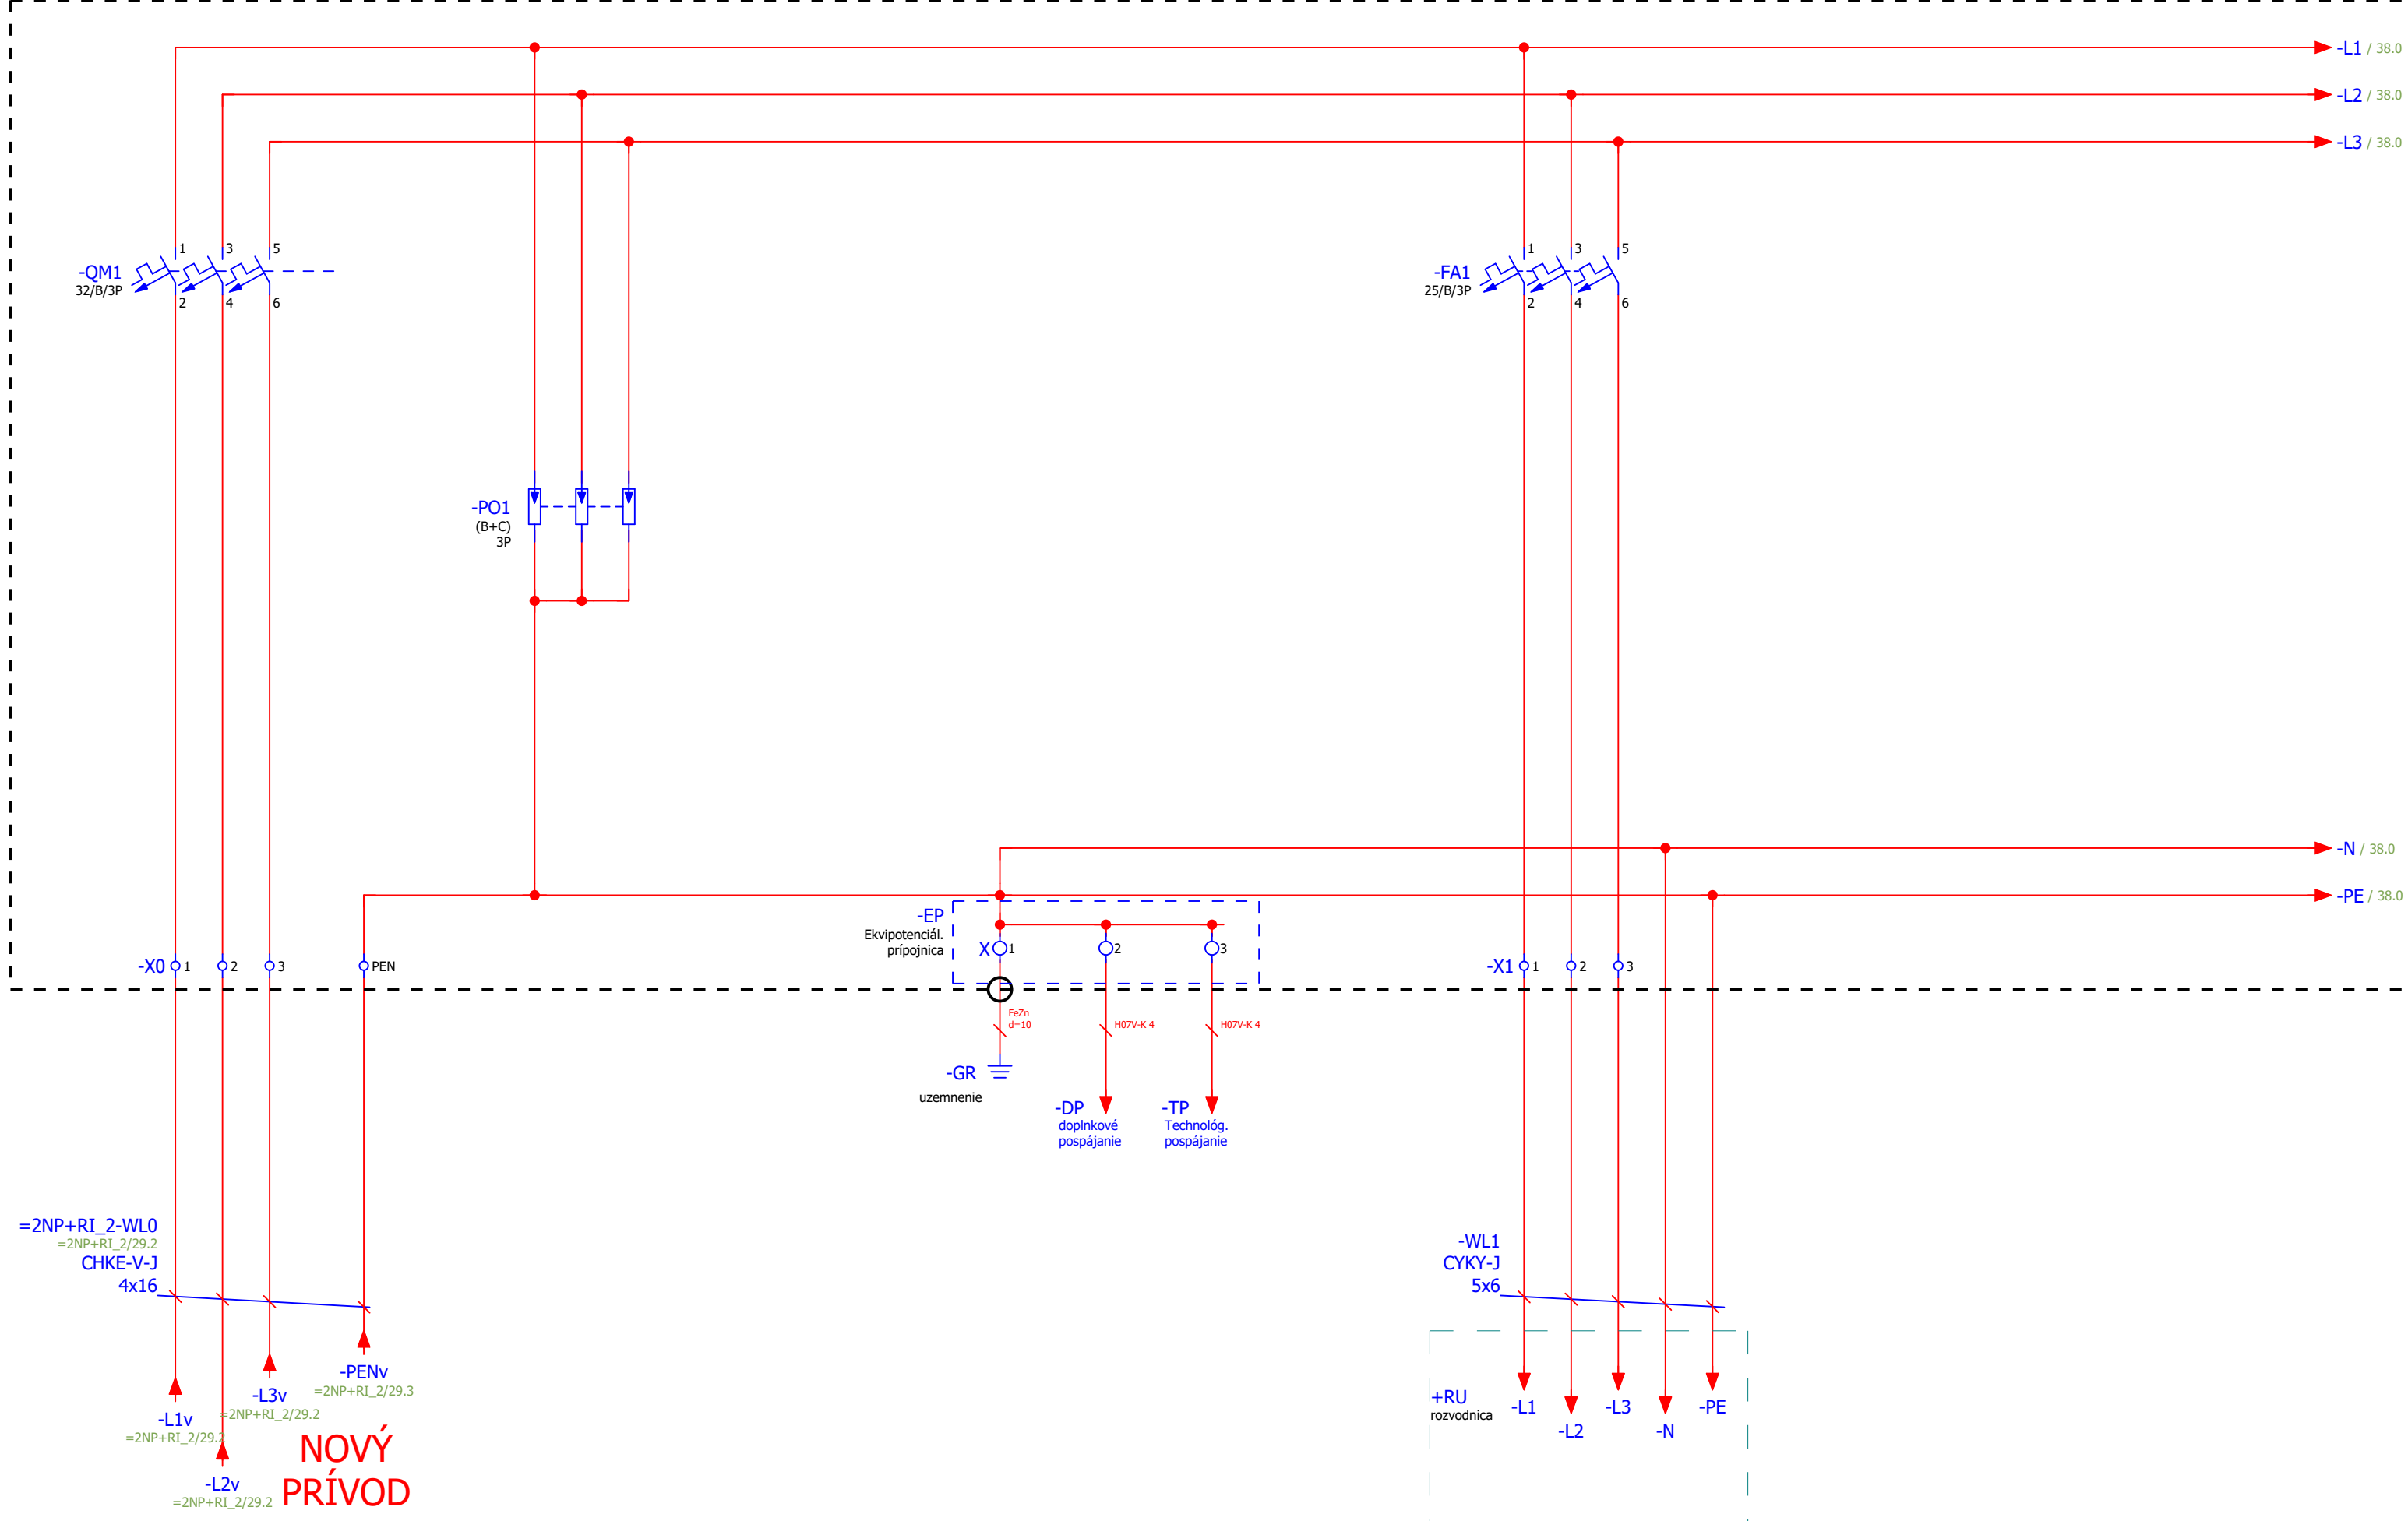 -L1 / 38.0
-L2 / 38.0
-L3 / 38.0
-QM1
32/B/3P
1
3
5
2
4
6
-FA1
25/B/3P
1
3
5
2
4
6
-PO1
(B+C)
3P
-N / 38.0
-PE / 38.0
-EP
Ekvipotenciál.
prípojnica
X
1
2
3
-X0
1
2
3
PEN
-X1
1
2
3
FeZn
d=10
H07V-K 4
H07V-K 4
-GR
uzemnenie
-DP
doplnkové
pospájanie
-TP
Technológ.
pospájanie
=2NP+RI_2-WL0
=2NP+RI_2/29.2
CHKE-V-J
4x16
-WL1
CYKY-J
5x6
-PENv
=2NP+RI_2/29.3
-L3v
=2NP+RI_2/29.2
-L1v
=2NP+RI_2/29.2
-L2v
=2NP+RI_2/29.2
NOVÝ
PRÍVOD
+RU
rozvodnica
-L1
-L2
-L3
-N
-PE